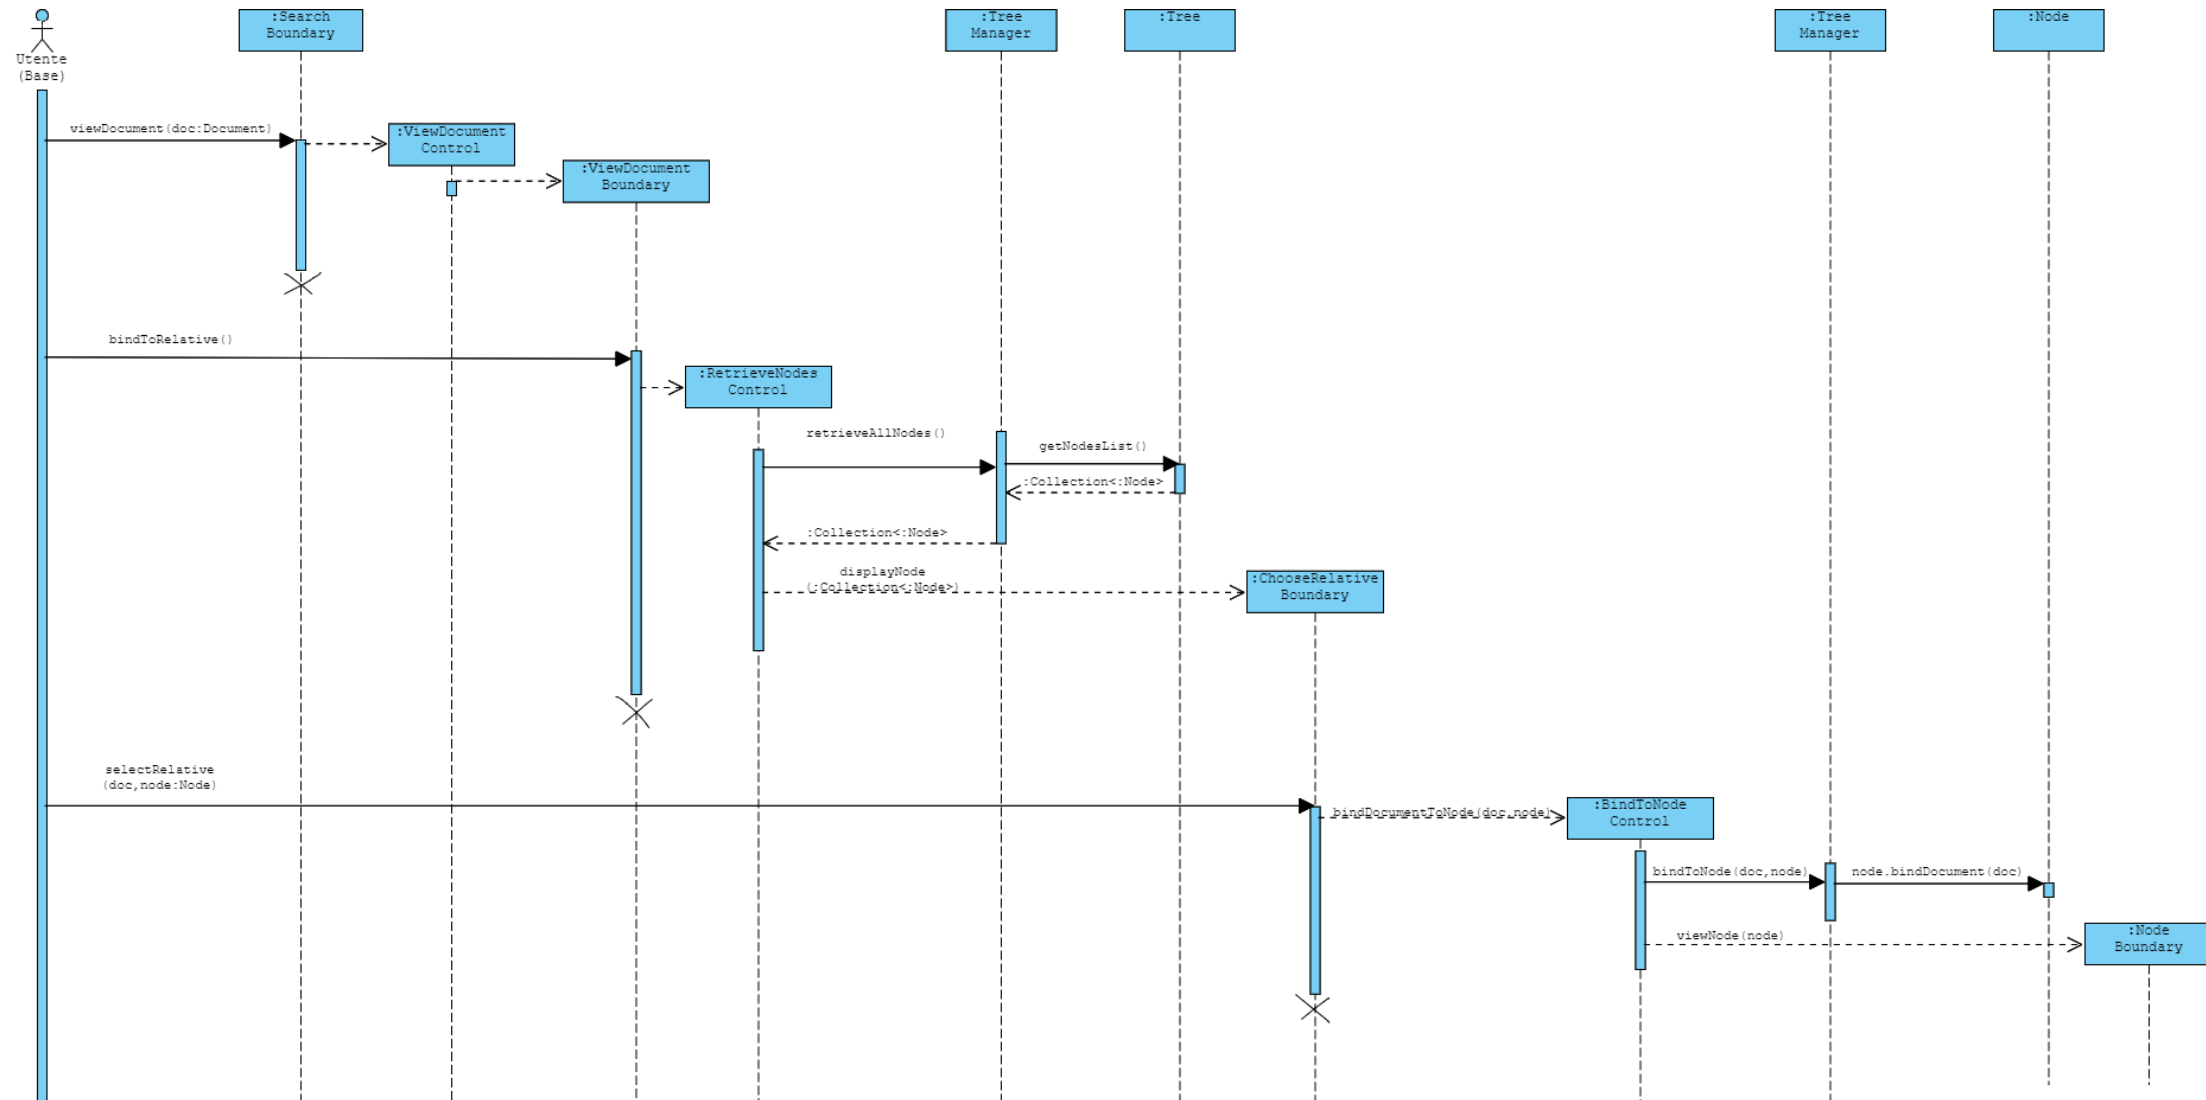 :Search
Boundary
:Tree
Manager
:Tree
:Tree
Manager
:Node
Utente
(Base)
viewDocument(doc:Document)
:ViewDocument
Control
:ViewDocument
Boundary
bindToRelative()
:RetrieveNodes
Control
retrieveAllNodes()
getNodesList()
:Collection<:Node>
:Collection<:Node>
displayNode
(:Collection<:Node>)
:ChooseRelative
Boundary
selectRelative
(doc,node:Node)
bindDocumentToNode(doc,node)
:BindToNode
Control
bindToNode(doc,node)
node.bindDocument(doc)
viewNode(node)
:Node
Boundary